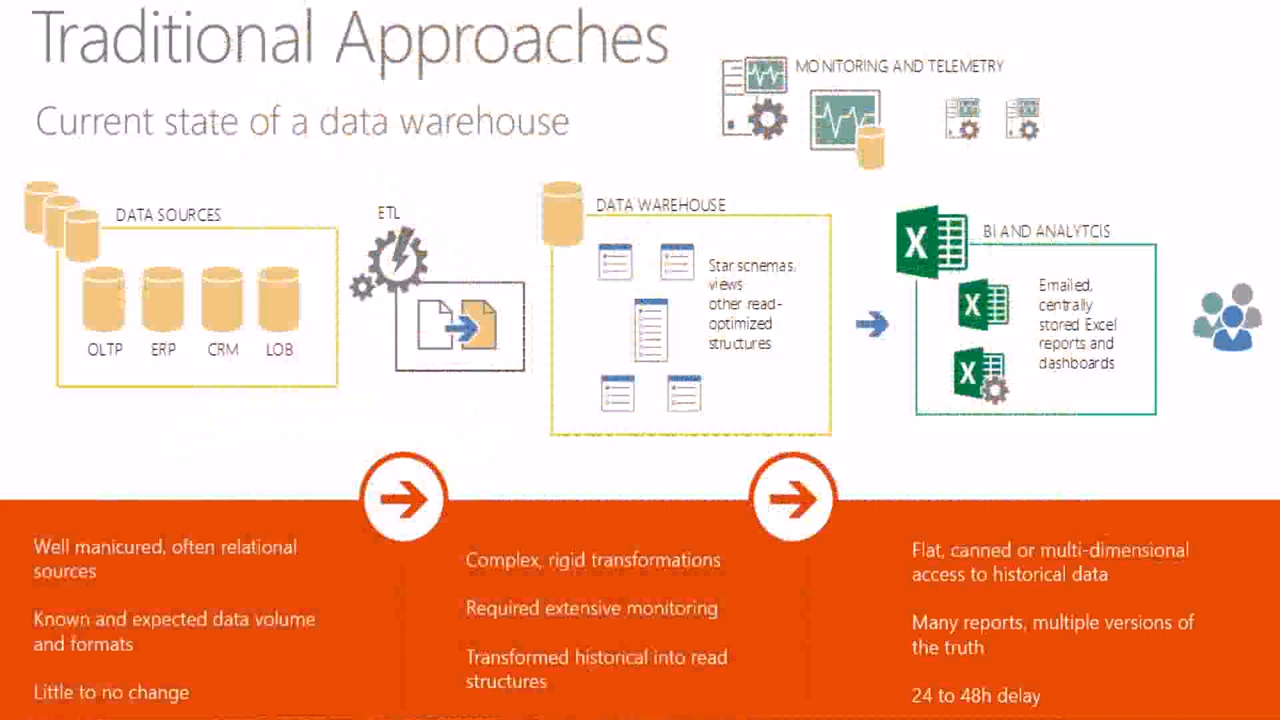 Traditional Approaches
Current state of a data warehouse
MONITORING AND TELEMETRY
DATA SOURCES
OLTP
ERP
CRM
LOB
ETL
DATA WAREHOUSE
Star schemas,
views
other read-
optimized
structures
BI AND ANALYTCIS
Emailed,
centrally
stored Excel
reports and
dashboards
Well manicured, often relational
sources
Known and expected data volume
and formats
Little to no change
Complex, rigid transformations
Required extensive monitoring
Transformed historical into read
structures
Flat, canned or multi-dimensional
access to historical data
Many reports, multiple versions of
the truth
24 to 48h delay